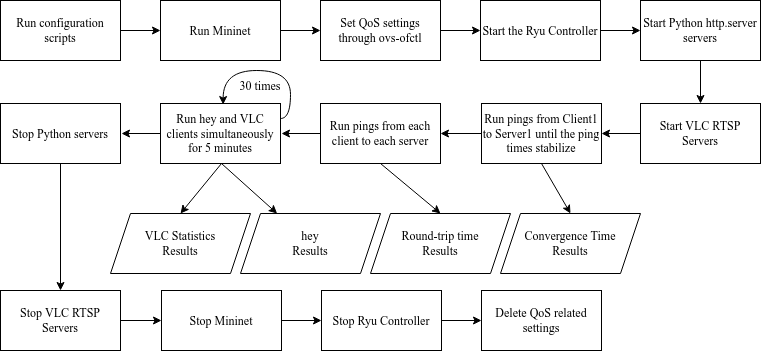 Run configuration
scripts
Run Mininet
Set QoS settings
through ovs-ofctl
Start the Ryu Controller
Start Python http.server
servers
30 times
Stop Python servers
Run hey and VLC
clients simultaneously
for 5 minutes
Run pings from each
client to each server
Run pings from Client1
to Server1 until the ping
times stabilize
Start VLC RTSP
Servers
VLC Statistics
Results
hey
Results
Round-trip time
Results
Convergence Time
Results
Stop VLC RTSP
Servers
Stop Mininet
Stop Ryu Controller
Delete QoS related
settings